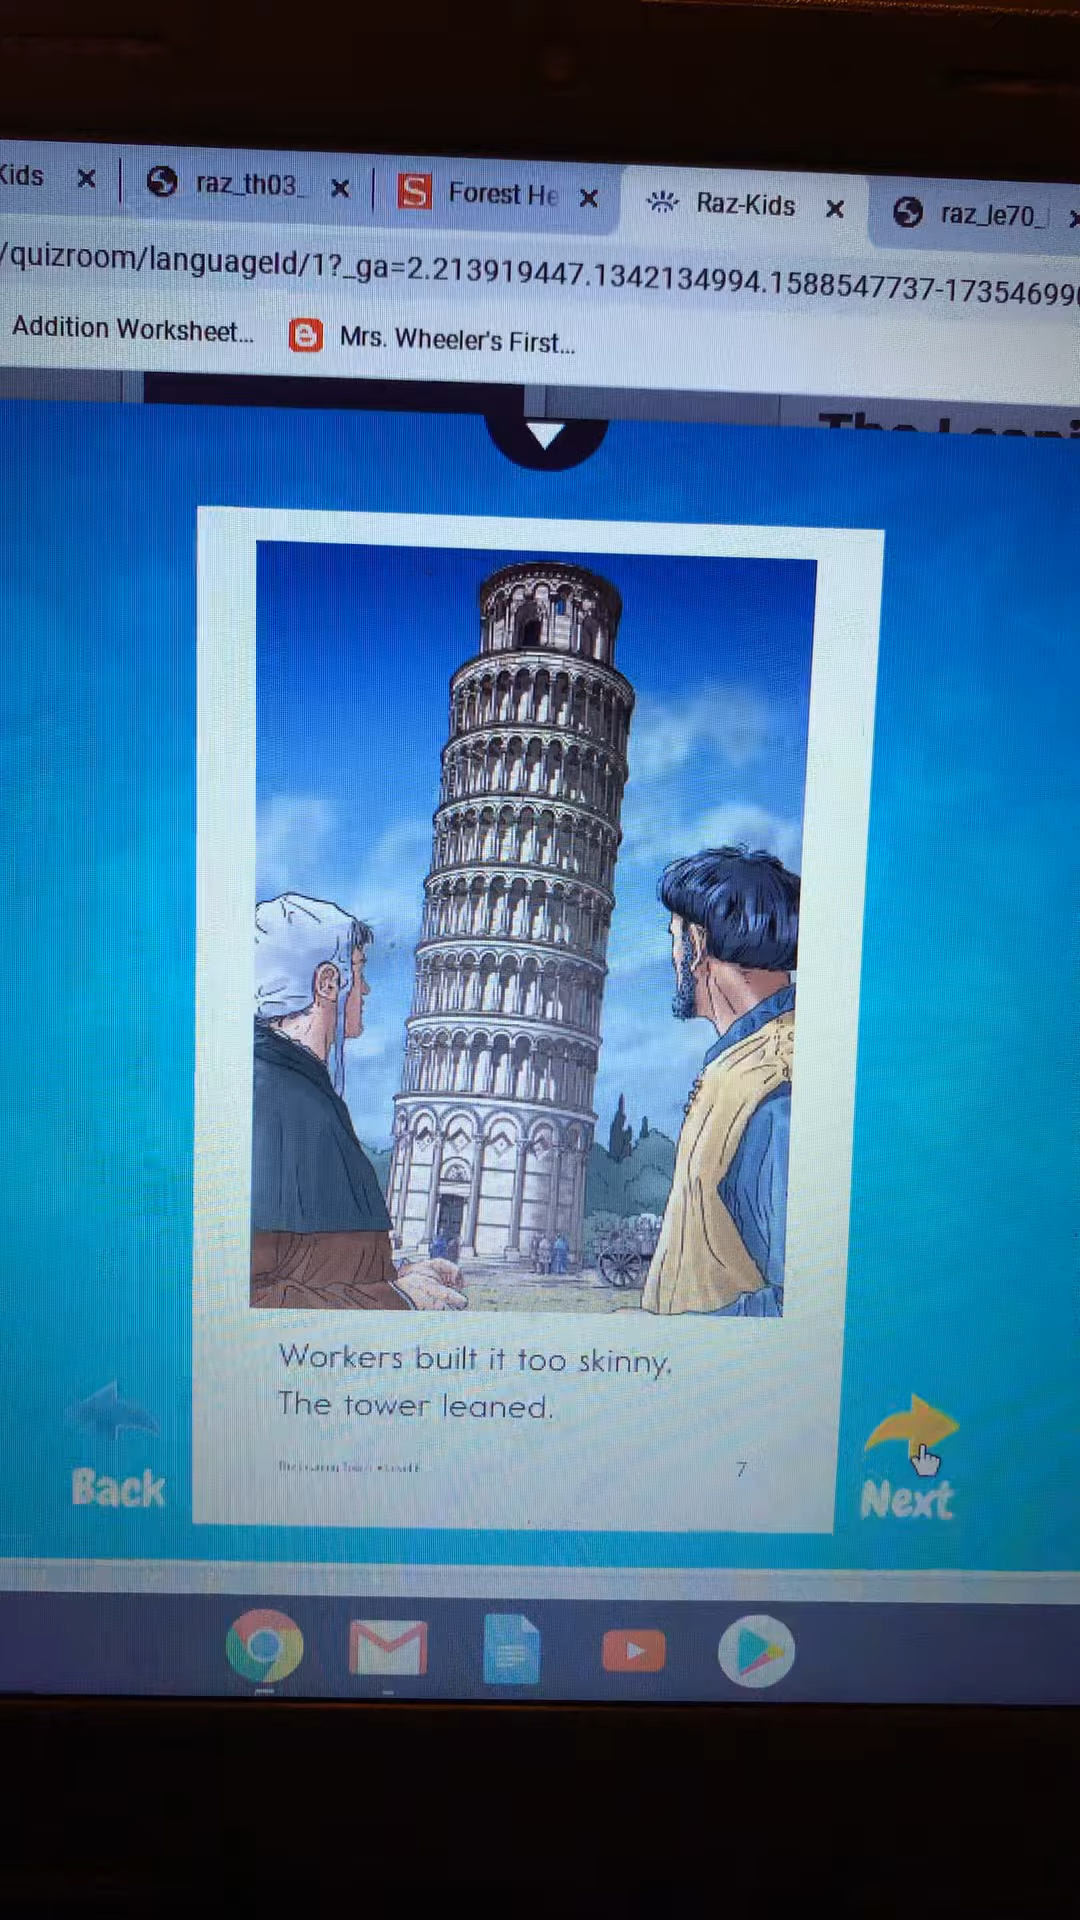 Kids
raz_th03_
Forest He
Raz-Kids
raz_le70_
/quizroom/languageId/1?_ga=2.213919447.1342134994.1588547737-173546990
Addition Worksheet...
Mrs. Wheeler's First...
Workers built it too skinny.
The tower leaned.
7
Back
Next